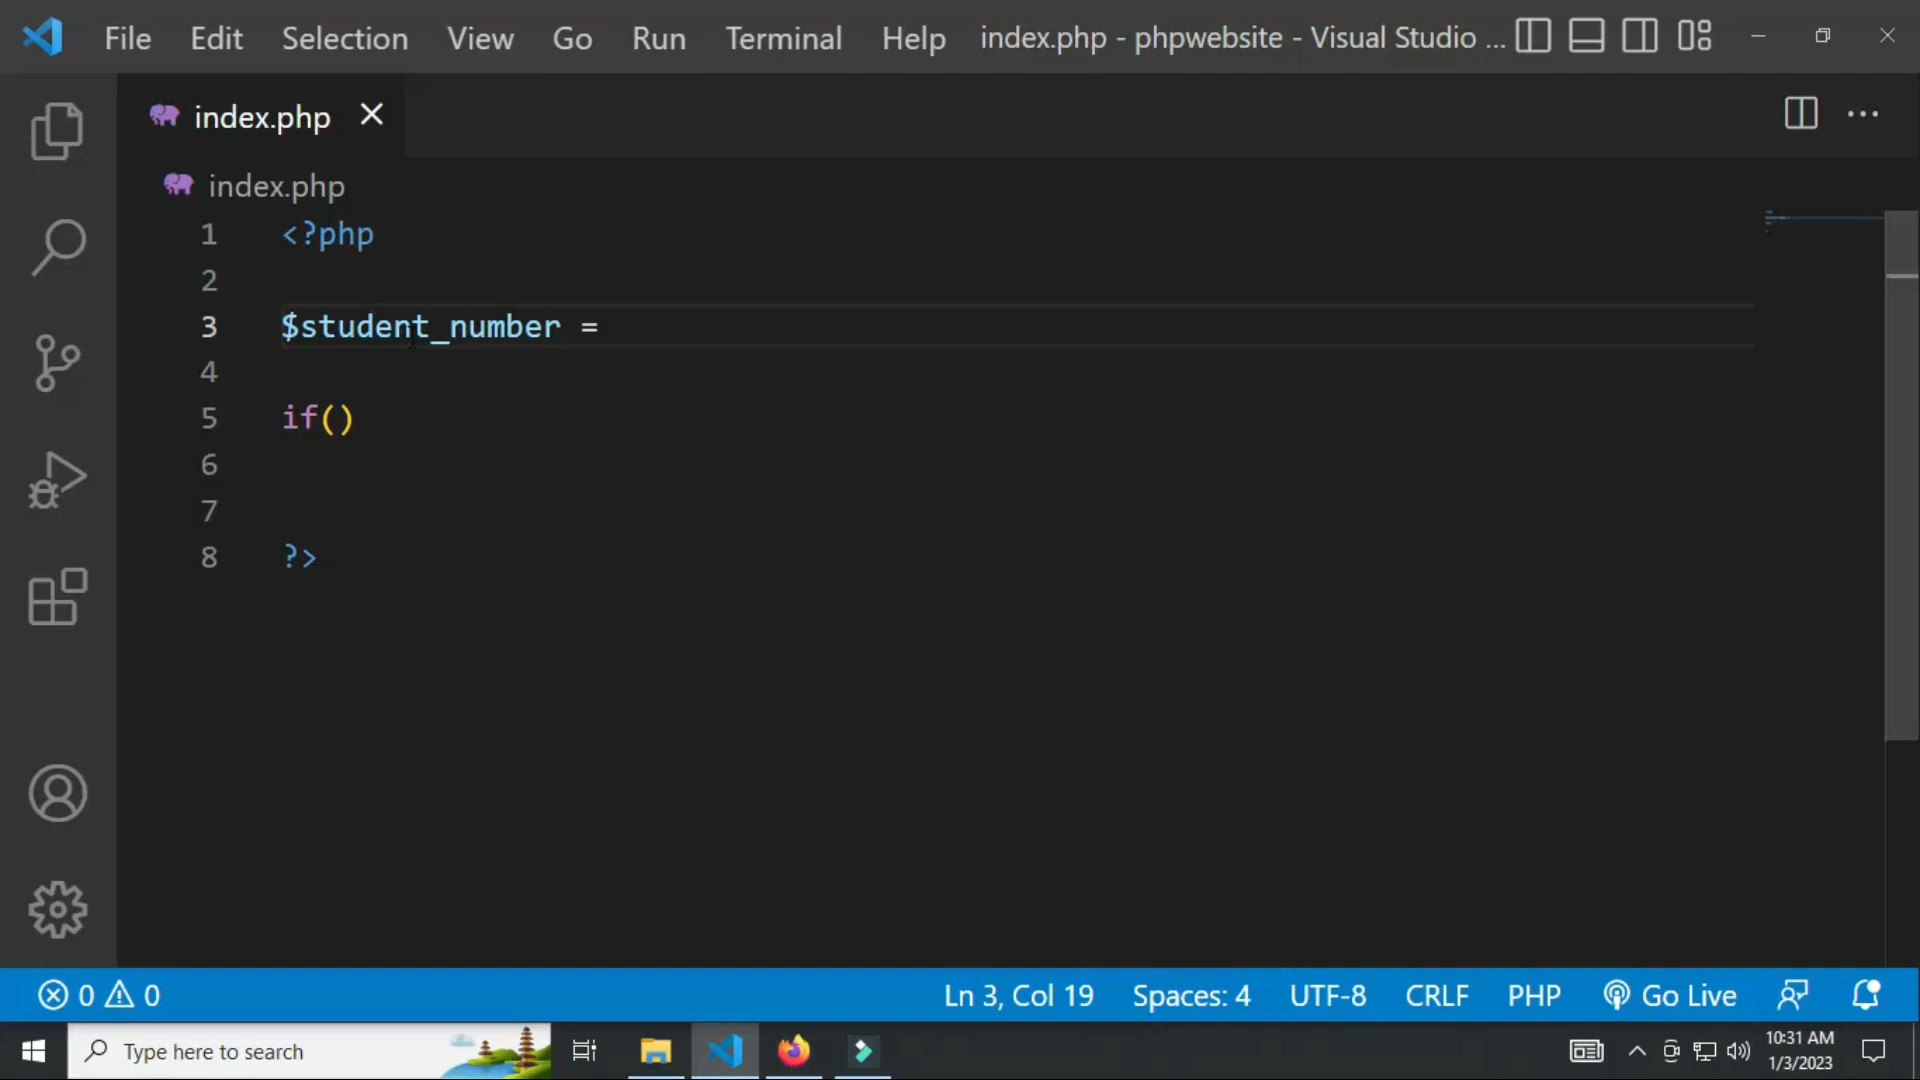 File Edit Selection View Go Run Terminal Help index.php - phpwebsite - Visual Studio ...
index.php
index.php
1 <?php
2
3 $student_number =
4
5 if()
6
7
8 ?>
0 0 Ln 3, Col 19 Spaces: 4 UTF-8 CRLF PHP Go Live
Type here to search
10:31 AM
1/3/2023